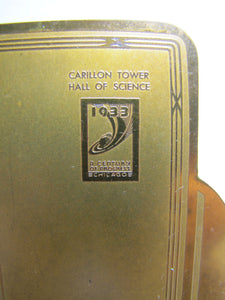 CARILLON TOWER
HALL OF SCIENCE
1933
A CENTURY
OF PROGRESS
CHICAGO